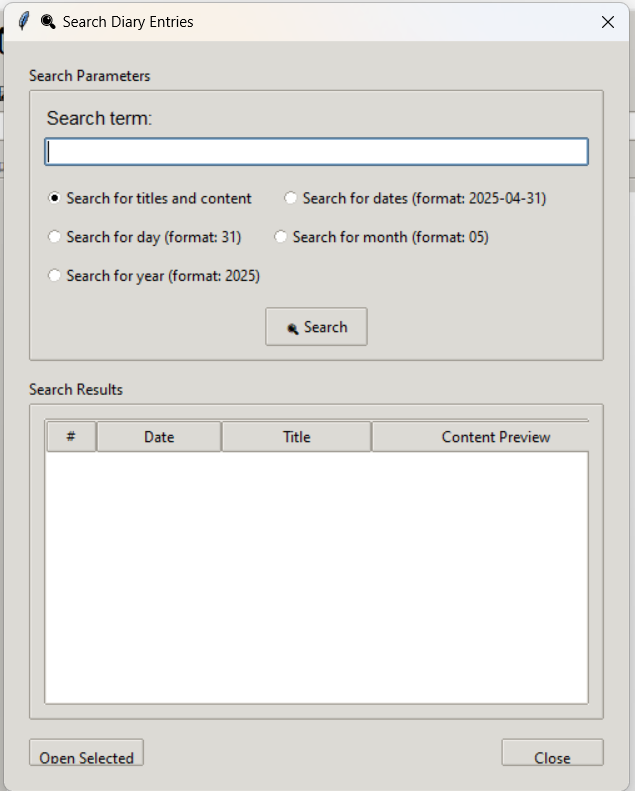 Search Diary Entries
Search Parameters
Search term:
Search for titles and content Search for dates (format: 2025-04-31)
Search for day (format: 31) Search for month (format: 05)
Search for year (format: 2025)
Search
Search Results
# Date Title Content Preview
Open Selected Close